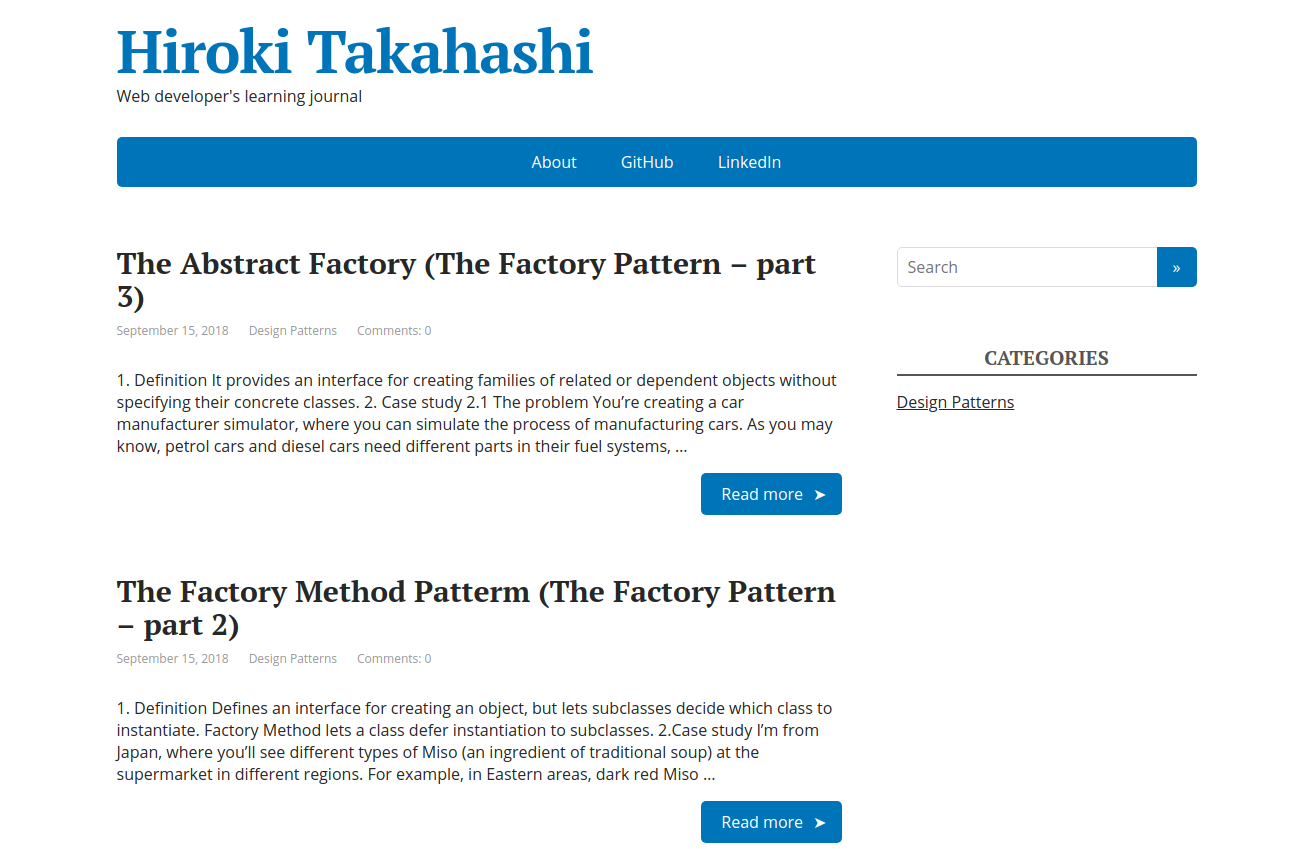 Hiroki Takahashi
Web developer's learning journal
About GitHub LinkedIn
The Abstract Factory (The Factory Pattern – part
3)
September 15, 2018 Design Patterns Comments: 0
1. Definition It provides an interface for creating families of related or dependent objects without
specifying their concrete classes. 2. Case study 2.1 The problem You’re creating a car
manufacturer simulator, where you can simulate the process of manufacturing cars. As you may
know, petrol cars and diesel cars need different parts in their fuel systems, …
Read more ➤
The Factory Method Patterm (The Factory Pattern
– part 2)
September 15, 2018 Design Patterns Comments: 0
1. Definition Defines an interface for creating an object, but lets subclasses decide which class to
instantiate. Factory Method lets a class defer instantiation to subclasses. 2.Case study I’m from
Japan, where you’ll see different types of Miso (an ingredient of traditional soup) at the
supermarket in different regions. For example, in Eastern areas, dark red Miso …
Read more ➤
Search »
CATEGORIES
Design Patterns